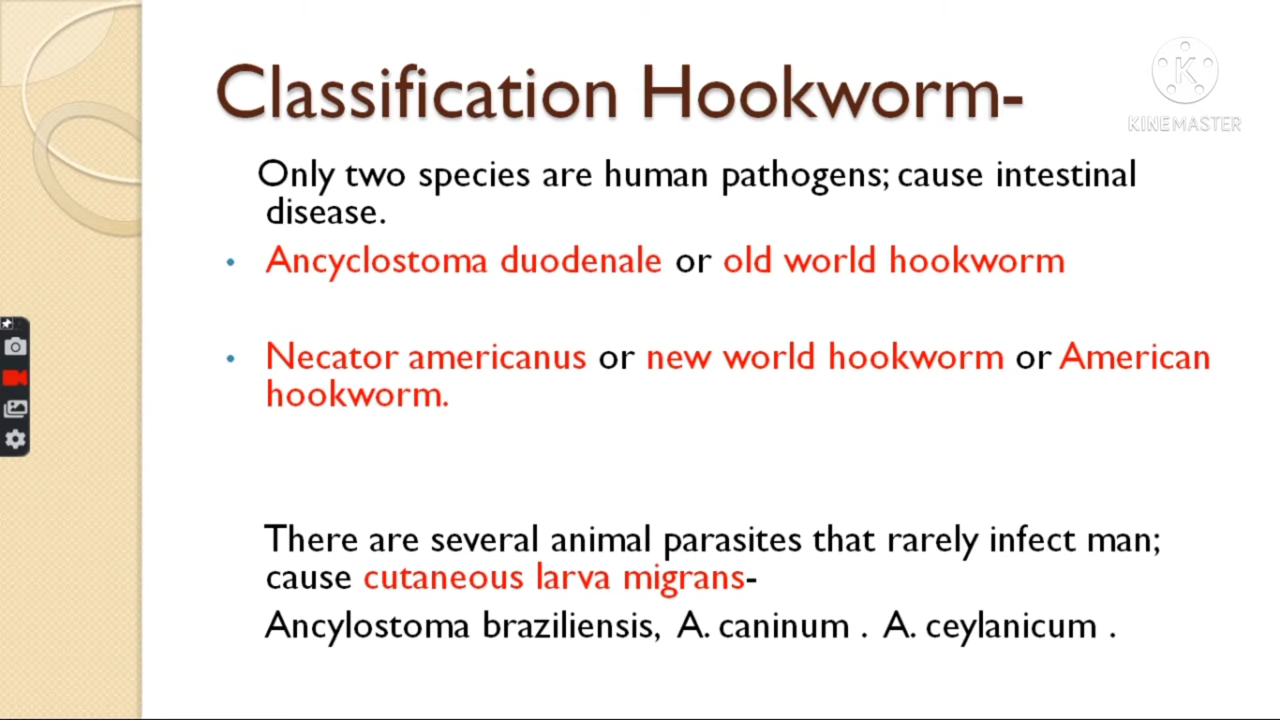 Classification Hookworm-
K
KINEMASTER
Only two species are human pathogens; cause intestinal
disease.
• Ancyclostoma duodenale or old world hookworm
• Necator americanus or new world hookworm or American
hookworm.
There are several animal parasites that rarely infect man;
cause cutaneous larva migrans-
Ancylostoma braziliensis, A. caninum . A. ceylanicum .